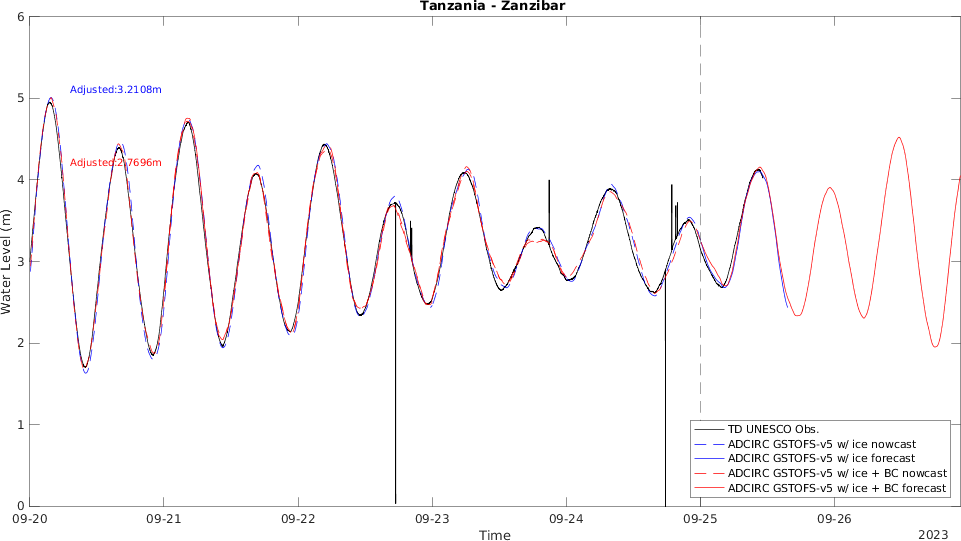 Tanzania - Zanzibar
6
5
4
3
2
1
0
Water Level (m)
Adjusted:3.2108m
Adjusted:2.7696m
TD UNESCO Obs.
ADCIRC GSTOFS-v5 w/ ice nowcast
ADCIRC GSTOFS-v5 w/ ice forecast
ADCIRC GSTOFS-v5 w/ ice + BC nowcast
ADCIRC GSTOFS-v5 w/ ice + BC forecast
09-20 09-21 09-22 09-23 09-24 09-25 09-26
Time
2023